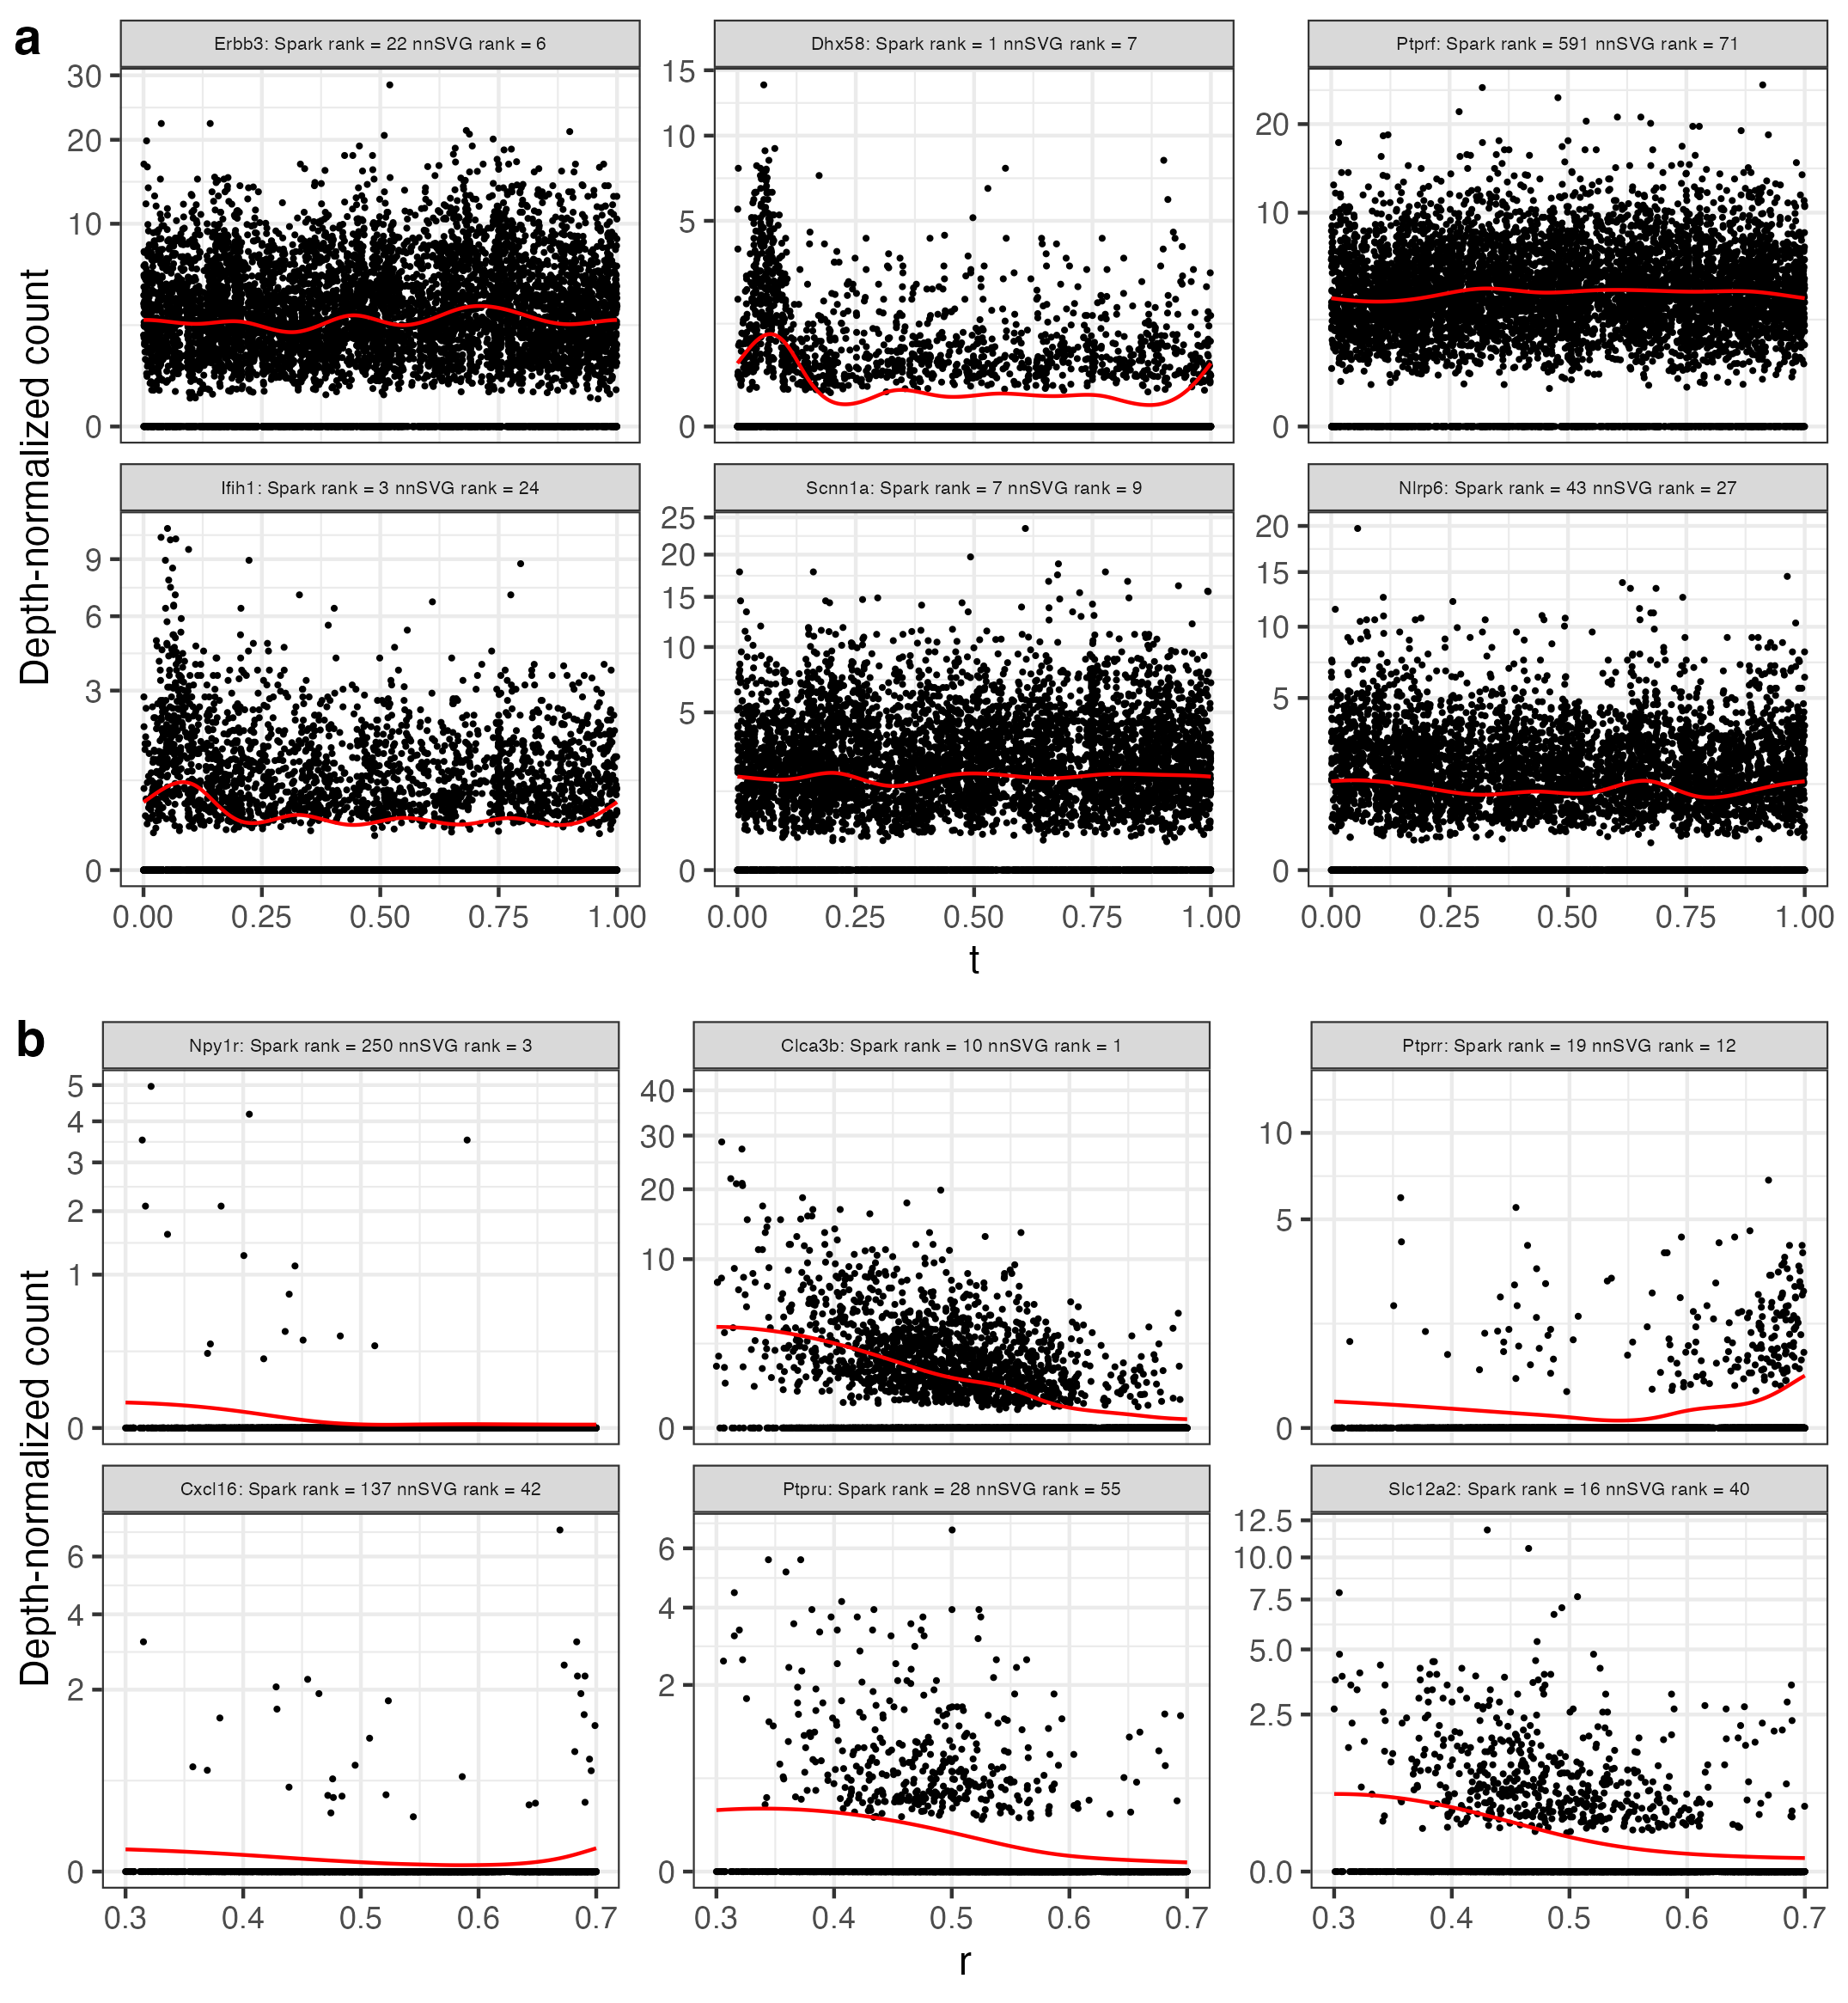 a
Depth-normalized count
Erbb3: Spark rank = 22 nnSVG rank = 6
30
20
10
0
Dhx58: Spark rank = 1 nnSVG rank = 7
15
10
5
0
Ptprf: Spark rank = 591 nnSVG rank = 71
20
10
0
Ifih1: Spark rank = 3 nnSVG rank = 24
9
6
3
0
0.00 0.25 0.50 0.75 1.00
Scnn1a: Spark rank = 7 nnSVG rank = 9
25
20
15
10
5
0
0.00 0.25 0.50 0.75 1.00
Nlrp6: Spark rank = 43 nnSVG rank = 27
20
15
10
5
0
0.00 0.25 0.50 0.75 1.00
t
b
Depth-normalized count
Npy1r: Spark rank = 250 nnSVG rank = 3
5
4
3
2
1
0
Clca3b: Spark rank = 10 nnSVG rank = 1
40
30
20
10
0
Ptprr: Spark rank = 19 nnSVG rank = 12
10
5
0
Cxcl16: Spark rank = 137 nnSVG rank = 42
6
4
2
0
0.3 0.4 0.5 0.6 0.7
Ptpru: Spark rank = 28 nnSVG rank = 55
6
4
2
0
0.3 0.4 0.5 0.6 0.7
Slc12a2: Spark rank = 16 nnSVG rank = 40
12.5
10.0
7.5
5.0
2.5
0.0
0.3 0.4 0.5 0.6 0.7
r